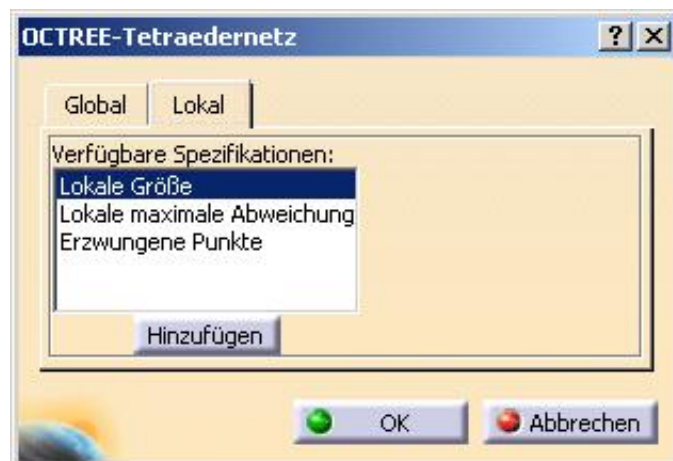 OCTREE-Tetraedernetz
Global Lokal
Verfügbare Spezifikationen:
Lokale Größe
Lokale maximale Abweichung
Erzwungene Punkte
Hinzufügen
OK Abbrechen